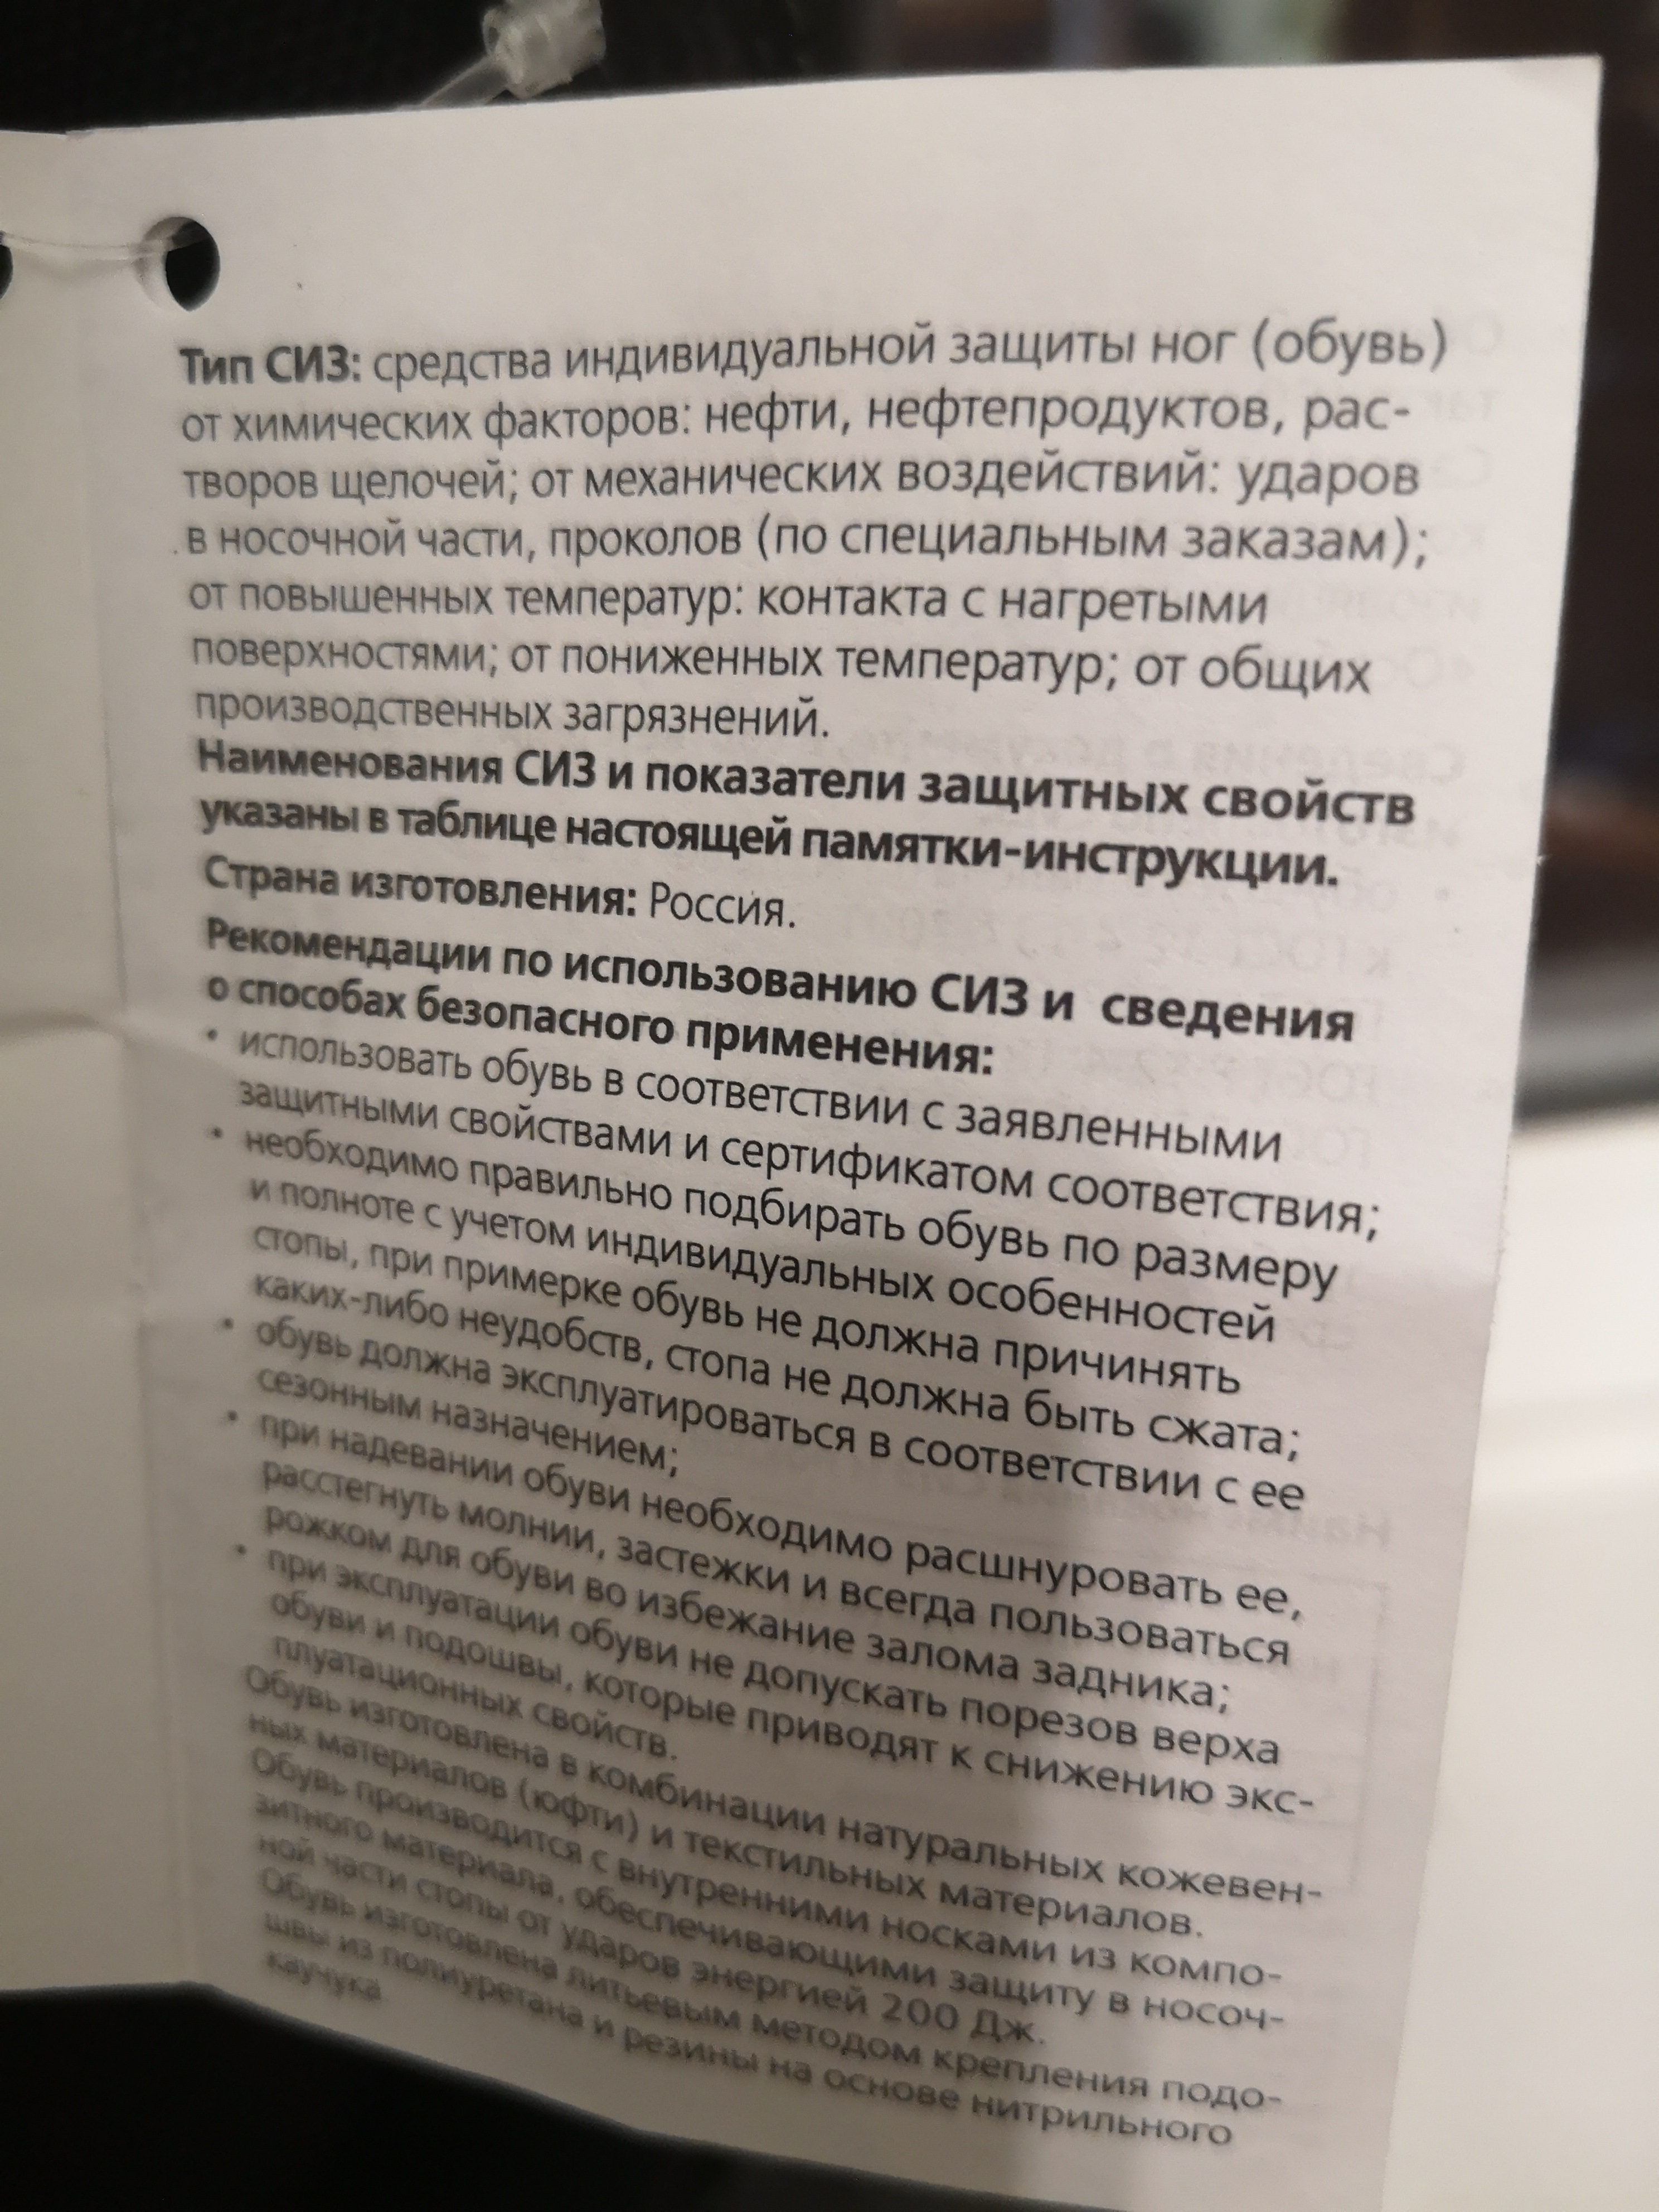 Тип СИЗ: средства индивидуальной защиты ног (обувь)
от химических факторов: нефти, нефтепродуктов, рас-
творов щелочей; от механических воздействий: ударов
в носочной части, проколов (по специальным заказам);
от повышенных температур: контакта с нагретыми
поверхностями; от пониженных температур; от общих
производственных загрязнений.
Наименования СИЗ и показатели защитных свойств
указаны в таблице настоящей памятки-инструкции.
Страна изготовления: Россия.
Рекомендации по использованию СИЗ и сведения
о способах безопасного применения:
• использовать обувь в соответствии с заявленными
защитными свойствами и сертификатом соответствия;
• необходимо правильно подбирать обувь по размеру
и полноте с учетом индивидуальных особенностей
стопы, при примерке обувь не должна причинять
каких-либо неудобств, стопа не должна быть сжата;
• обувь должна эксплуатироваться в соответствии с ее
сезонным назначением;
• при надевании обуви необходимо расшнуровать ее,
расстегнуть молнии, застежки и всегда пользоваться
рожком для обуви во избежание залома задника;
• при эксплуатации обуви не допускать порезов верха
обуви и подошвы, которые приводят к снижению экс-
плуатационных свойств.
Обувь изготовлена в комбинации натуральных кожевен-
ных материалов (юфти) и текстильных материалов.
Обувь производится с внутренними носками из компо-
зитного материала, обеспечивающими защиту в носоч-
ной части стопы от ударов энергией 200 Дж.
Обувь изготовлена литьевым методом крепления подо-
швы из полиуретана и резины на основе нитрильного
каучука.